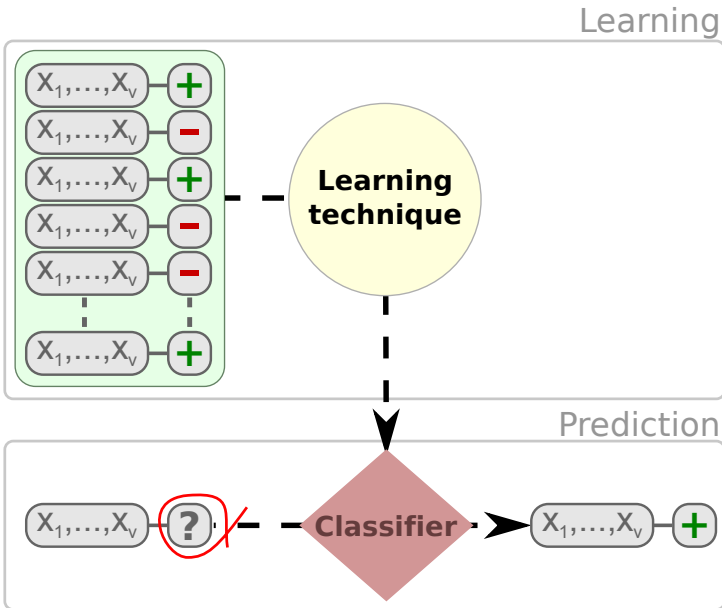 Learning
X₁,...,Xᵥ +
X₁,...,Xᵥ -
X₁,...,Xᵥ +
X₁,...,Xᵥ -
X₁,...,Xᵥ -
X₁,...,Xᵥ +
Learning
technique
Prediction
X₁,...,Xᵥ ?
Classifier
X₁,...,Xᵥ +